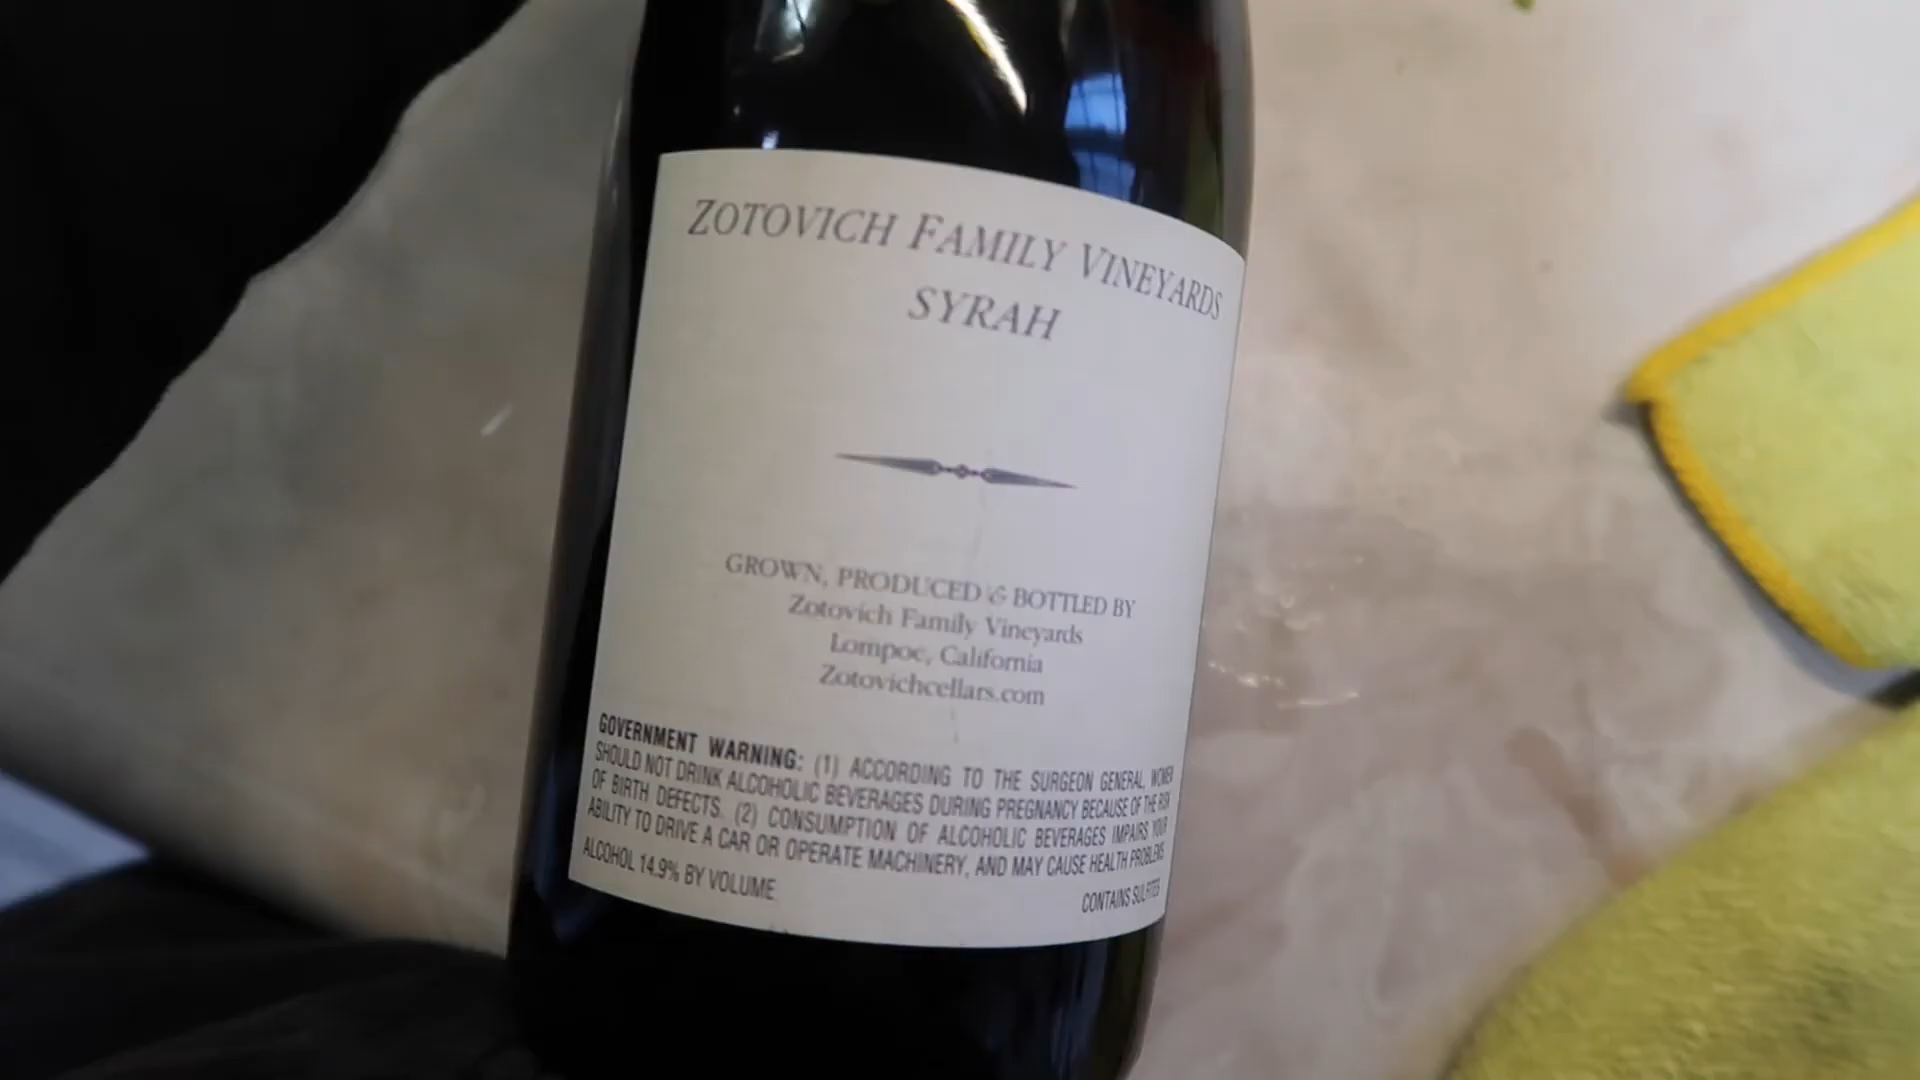 ZOTOVICH FAMILY VINEYARDS
SYRAH
GROWN, PRODUCED & BOTTLED BY
Zotovich Family Vineyards
Lompoc, California
Zotovichcellars.com
GOVERNMENT WARNING: (1) ACCORDING TO THE SURGEON GENERAL, WOMEN
SHOULD NOT DRINK ALCOHOLIC BEVERAGES DURING PREGNANCY BECAUSE OF THE RISK
OF BIRTH DEFECTS. (2) CONSUMPTION OF ALCOHOLIC BEVERAGES IMPAIRS YOUR
ABILITY TO DRIVE A CAR OR OPERATE MACHINERY, AND MAY CAUSE HEALTH PROBLEMS.
ALCOHOL 14.9% BY VOLUME
CONTAINS SULFITES